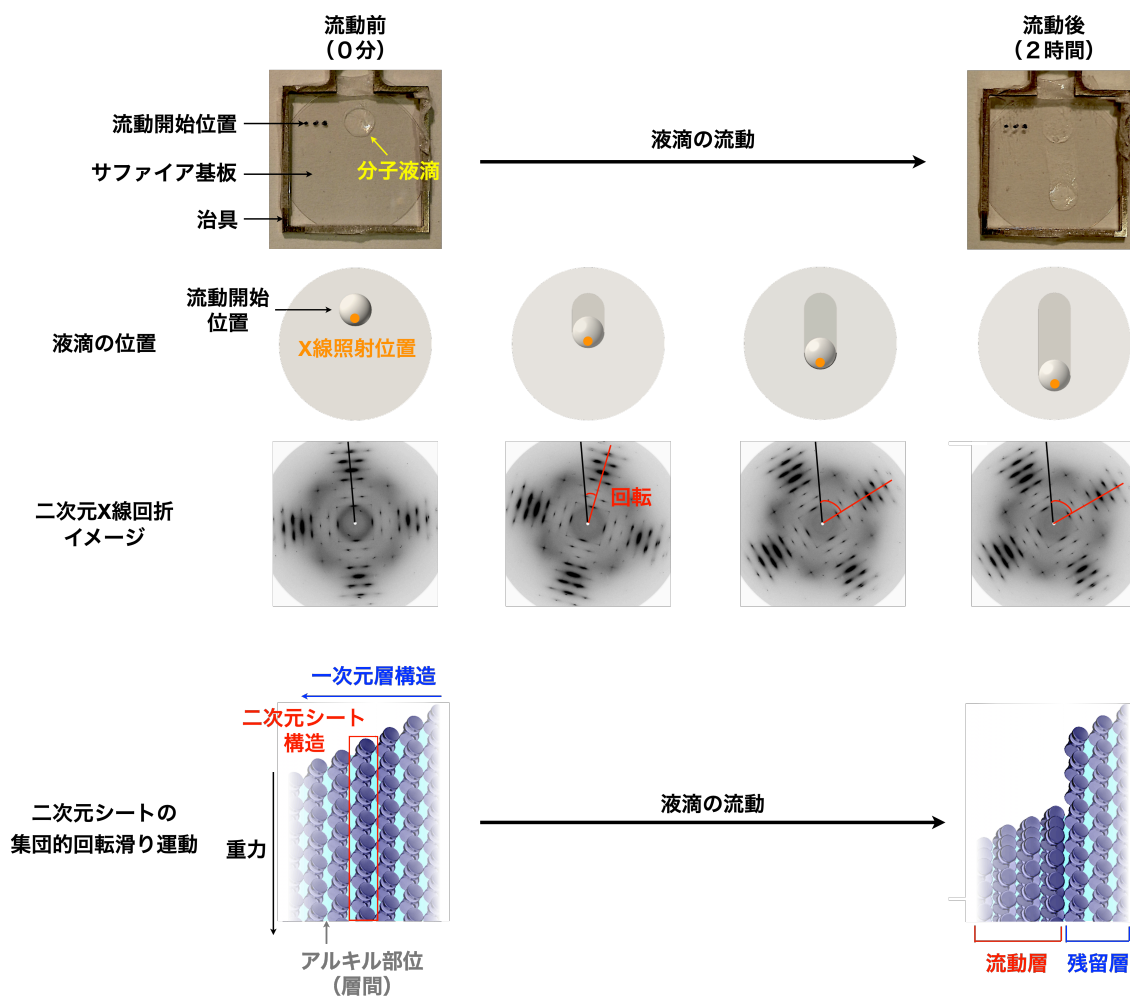 流動前
（０分）
流動後
（２時間）
流動開始位置
サファイア基板
治具
分子液滴
液滴の流動
流動開始
位置
液滴の位置
X線照射位置
二次元X線回折
イメージ
回転
一次元層構造
二次元シート
構造
二次元シートの
集団的回転滑り運動
重力
液滴の流動
アルキル部位
（層間）
流動層
残留層